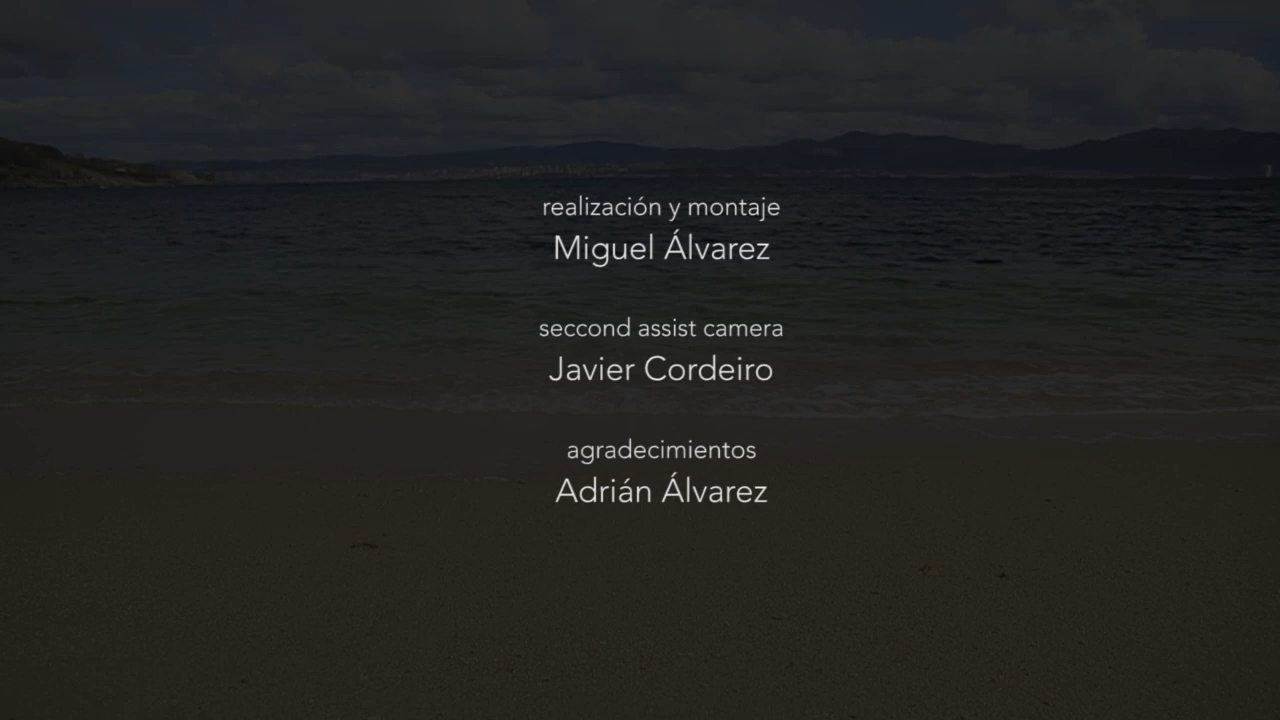 realización y montaje
Miguel Álvarez
seccond assist camera
Javier Cordeiro
agradecimientos
Adrián Álvarez